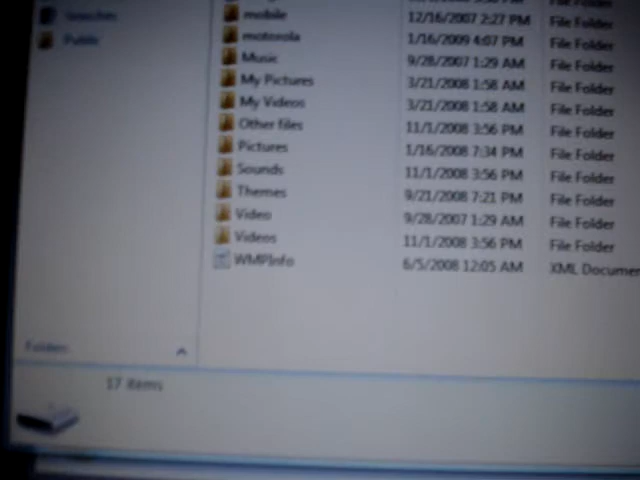 Searches
Public
mobile 12/16/2007 2:27 PM File Folder
motorola 1/16/2009 4:07 PM File Folder
Music 9/28/2007 1:29 AM File Folder
My Pictures 3/21/2008 1:58 AM File Folder
My Videos 3/21/2008 1:58 AM File Folder
Other files 11/1/2008 3:56 PM File Folder
Pictures 1/16/2008 7:34 PM File Folder
Sounds 11/1/2008 3:56 PM File Folder
Themes 9/21/2008 7:21 PM File Folder
Video 9/28/2007 1:29 AM File Folder
Videos 11/1/2008 3:56 PM File Folder
WMPInfo 6/5/2008 12:05 AM XML Documen
Folders
17 items